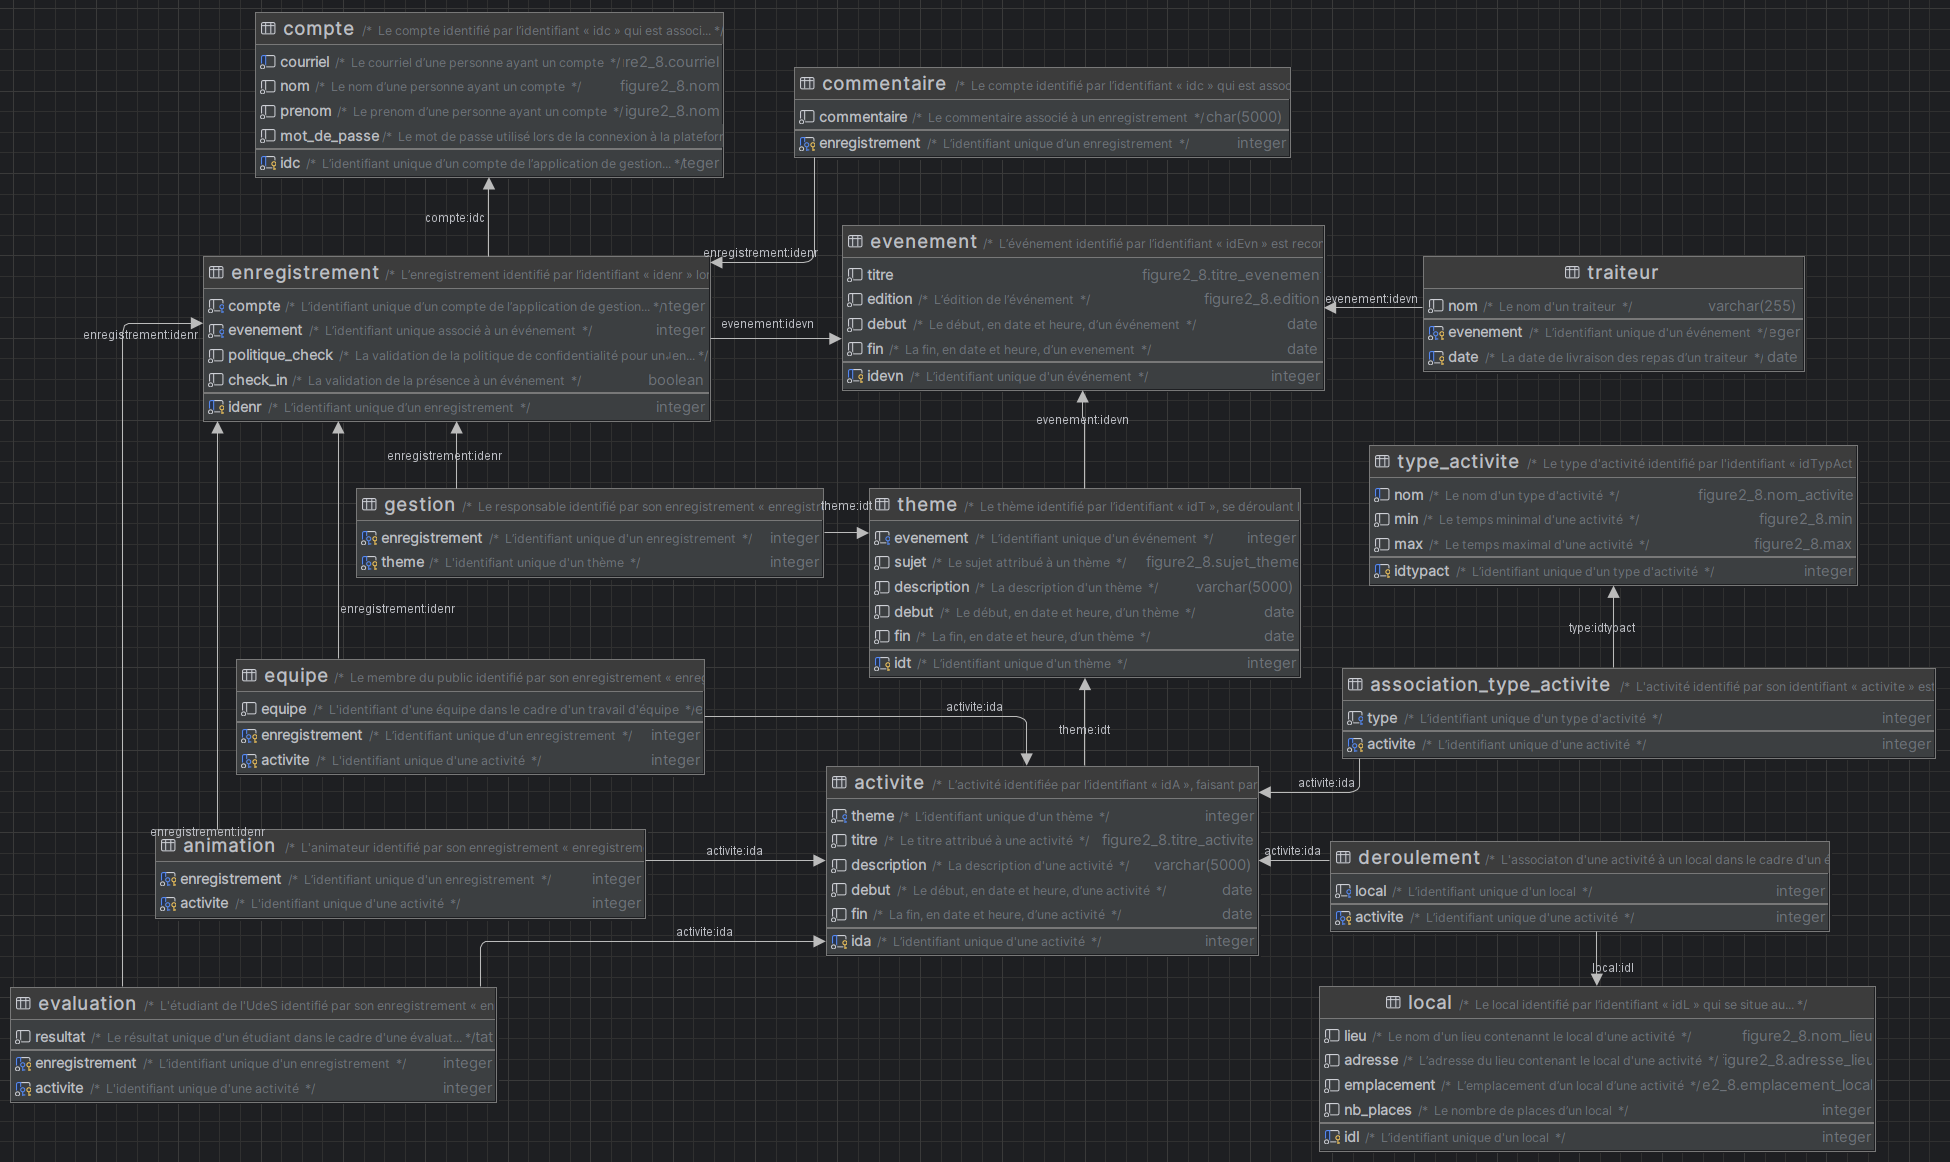 compte /* Le compte identifié par l'identifiant « idc » qui est associ... */
courriel /* Le courriel d'une personne ayant un compte */ re2_8.courriel
nom /* Le nom d'une personne ayant un compte */ figure2_8.nom
prenom /* Le prenom d'une personne ayant un compte */ igure2_8.nom
mot_de_passe /* Le mot de passe utilisé lors de la connexion à la platefor
idc /* L'identifiant unique d'un compte de l'application de gestion... */ teger
compte:idc
commentaire /* Le compte identifié par l'identifiant « idc » qui est assoc
commentaire /* Le commentaire associé à un enregistrement */ char(5000)
enregistrement /* L'identifiant unique d'un enregistrement */ integer
enregistrement:idenr
enregistrement /* L'enregistrement identifié par l'identifiant « idenr » lor
compte /* L'identifiant unique d'un compte de l'application de gestion... */ nteger
evenement /* L'identifiant unique associé à un événement */ integer
politique_check /* La validation de la politique de confidentialité pour un en... */
check_in /* La validation de la présence à un événement */ boolean
idenr /* L'identifiant unique d'un enregistrement */ integer
enregistrement:idenr
evenement:idevn
evenement /* L'événement identifié par l'identifiant « idEvn » est recon
titre figure2_8.titre_evenemen
edition /* L'édition de l'événement */ figure2_8.edition
debut /* Le début, en date et heure, d'un événement */ date
fin /* La fin, en date et heure, d'un evenement */ date
idevn /* L'identifiant unique d'un événement */ integer
evenement:idevn
traiteur
nom /* Le nom d'un traiteur */ varchar(255)
evenement /* L'identifiant unique d'un événement */ eger
date /* La date de livraison des repas d'un traiteur */ date
evenement:idevn
enregistrement:idenr
gestion /* Le responsable identifié par son enregistrement « enregistr
enregistrement /* L'identifiant unique d'un enregistrement */ integer
theme /* L'identifiant unique d'un thème */ integer
theme:idt
theme /* Le thème identifié par l'identifiant « idT », se déroulant l
evenement /* L'identifiant unique d'un événement */ integer
sujet /* Le sujet attribué à un thème */ figure2_8.sujet_theme
description /* La description d'un thème */ varchar(5000)
debut /* Le début, en date et heure, d'un thème */ date
fin /* La fin, en date et heure, d'un thème */ date
idt /* L'identifiant unique d'un thème */ integer
type_activite /* Le type d'activité identifié par l'identifiant « idTypAct
nom /* Le nom d'un type d'activité */ figure2_8.nom_activite
min /* Le temps minimal d'une activité */ figure2_8.min
max /* Le temps maximal d'une activité */ figure2_8.max
idtypact /* L'identifiant unique d'un type d'activité */ integer
type:idtypact
enregistrement:idenr
equipe /* Le membre du public identifié par son enregistrement « enreg
equipe /* L'identifiant d'une équipe dans le cadre d'un travail d'équipe */ e
enregistrement /* L'identifiant unique d'un enregistrement */ integer
activite /* L'identifiant unique d'une activité */ integer
activite:ida
theme:idt
association_type_activite /* L'activité identifié par son identifiant « activite » est
type /* L'identifiant unique d'un type d'activité */ integer
activite /* L'identifiant unique d'une activité */ integer
activite:ida
activite /* L'activité identifiée par l'identifiant « idA », faisant par
theme /* L'identifiant unique d'un thème */ integer
titre /* Le titre attribué à une activité */ figure2_8.titre_activite
description /* La description d'une activité */ varchar(5000)
debut /* Le début, en date et heure, d'une activité */ date
fin /* La fin, en date et heure, d'une activité */ date
ida /* L'identifiant unique d'une activité */ integer
enregistrement:idenr
animation /* L'animateur identifié par son enregistrement « enregistrem
enregistrement /* L'identifiant unique d'un enregistrement */ integer
activite /* L'identifiant unique d'une activité */ integer
activite:ida
activite:ida
deroulement /* L'associaton d'une activité à un local dans le cadre d'un é
local /* L'identifiant unique d'un local */ integer
activite /* L'identifiant unique d'une activité */ integer
local:idl
activite:ida
evaluation /* L'étudiant de l'UdeS identifié par son enregistrement « en
resultat /* Le résultat unique d'un étudiant dans le cadre d'une évaluat... */ tat
enregistrement /* L'identifiant unique d'un enregistrement */ integer
activite /* L'identifiant unique d'une activité */ integer
local /* Le local identifié par l'identifiant « idL » qui se situe au... */
lieu /* Le nom d'un lieu contenannt le local d'une activité */ figure2_8.nom_lieu
adresse /* L'adresse du lieu contenant le local d'une activité */ igure2_8.adresse_lieu
emplacement /* L'emplacement d'un local d'une activité */ e2_8.emplacement_local
nb_places /* Le nombre de places d'un local */ integer
idl /* L'identifiant unique d'un local */ integer